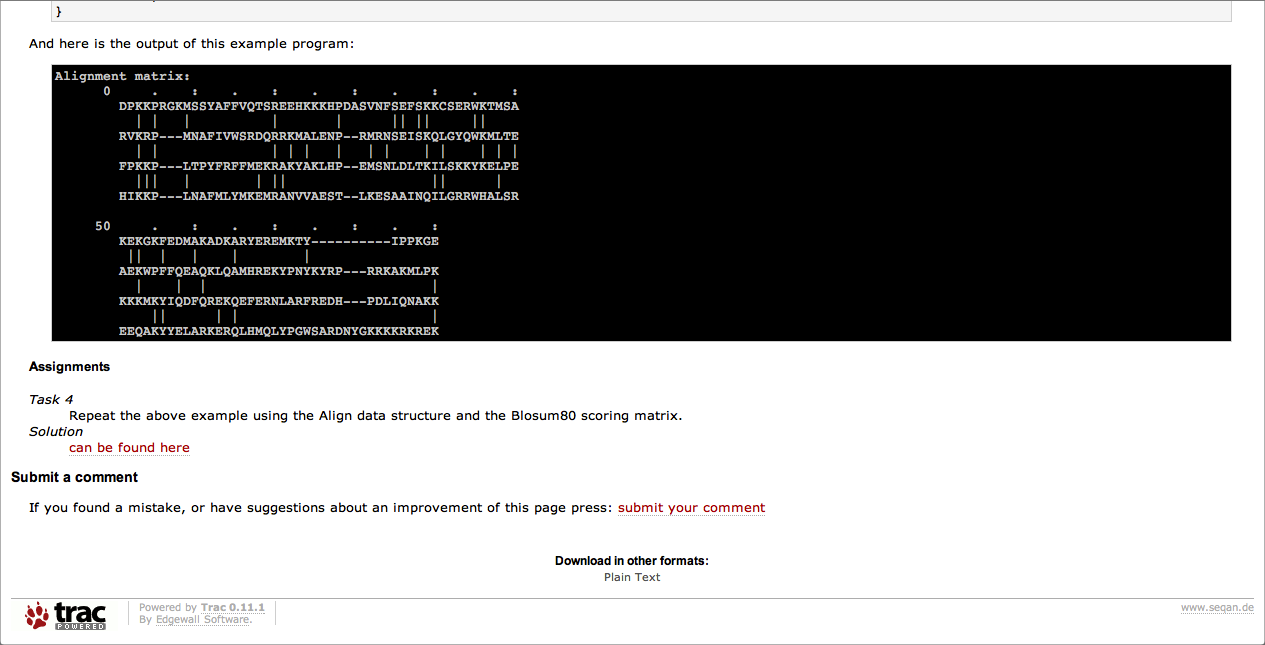 }
And here is the output of this example program:
Alignment matrix:
      0     .    :    .    :    .    :    .    :    .    :
        DPKKPRGKMSSYAFFVQTSREEHKKKHPDASVNFSEFSKKCSERWKTMSA
          | |   |          |       |      || ||     ||
        RVKRP---MNAFIVWSRDQRRKMALENP--RMRNSEISKQLGYQWKMLTE
          | |              | | |   |   | |    | |    | | |
        FPKKP---LTPYFRFFMEKRAKYAKLHP--EMSNLDLTKILSKKYKELPE
          |||   |        | ||                  ||      |
        HIKKP---LNAFMLYMKEMRANVVAEST--LKESAAINQILGRRWHALSR
     50     .    :    .    :    .    :    .    :
        KEKGKFEDMAKADKARYEREMKTY----------IPPKGE
         ||  |   |    |        |
        AEKWPFFQEAQKLQAMHREKYPNYKYRP---RRKAKMLPK
          |    |  |                            |
        KKKMKYIQDFQREKQEFERNLARFREDH---PDLIQNAKK
            ||      | |                        |
        EEQAKYYELARKERQLHMQLYPGWSARDNYGKKKKRKREK
Assignments
Task 4
Repeat the above example using the Align data structure and the Blosum80 scoring matrix.
Solution
can be found here
Submit a comment
If you found a mistake, or have suggestions about an improvement of this page press: submit your comment
Download in other formats:
Plain Text
trac
POWERED
Powered by Trac 0.11.1
By Edgewall Software.
www.seqan.de